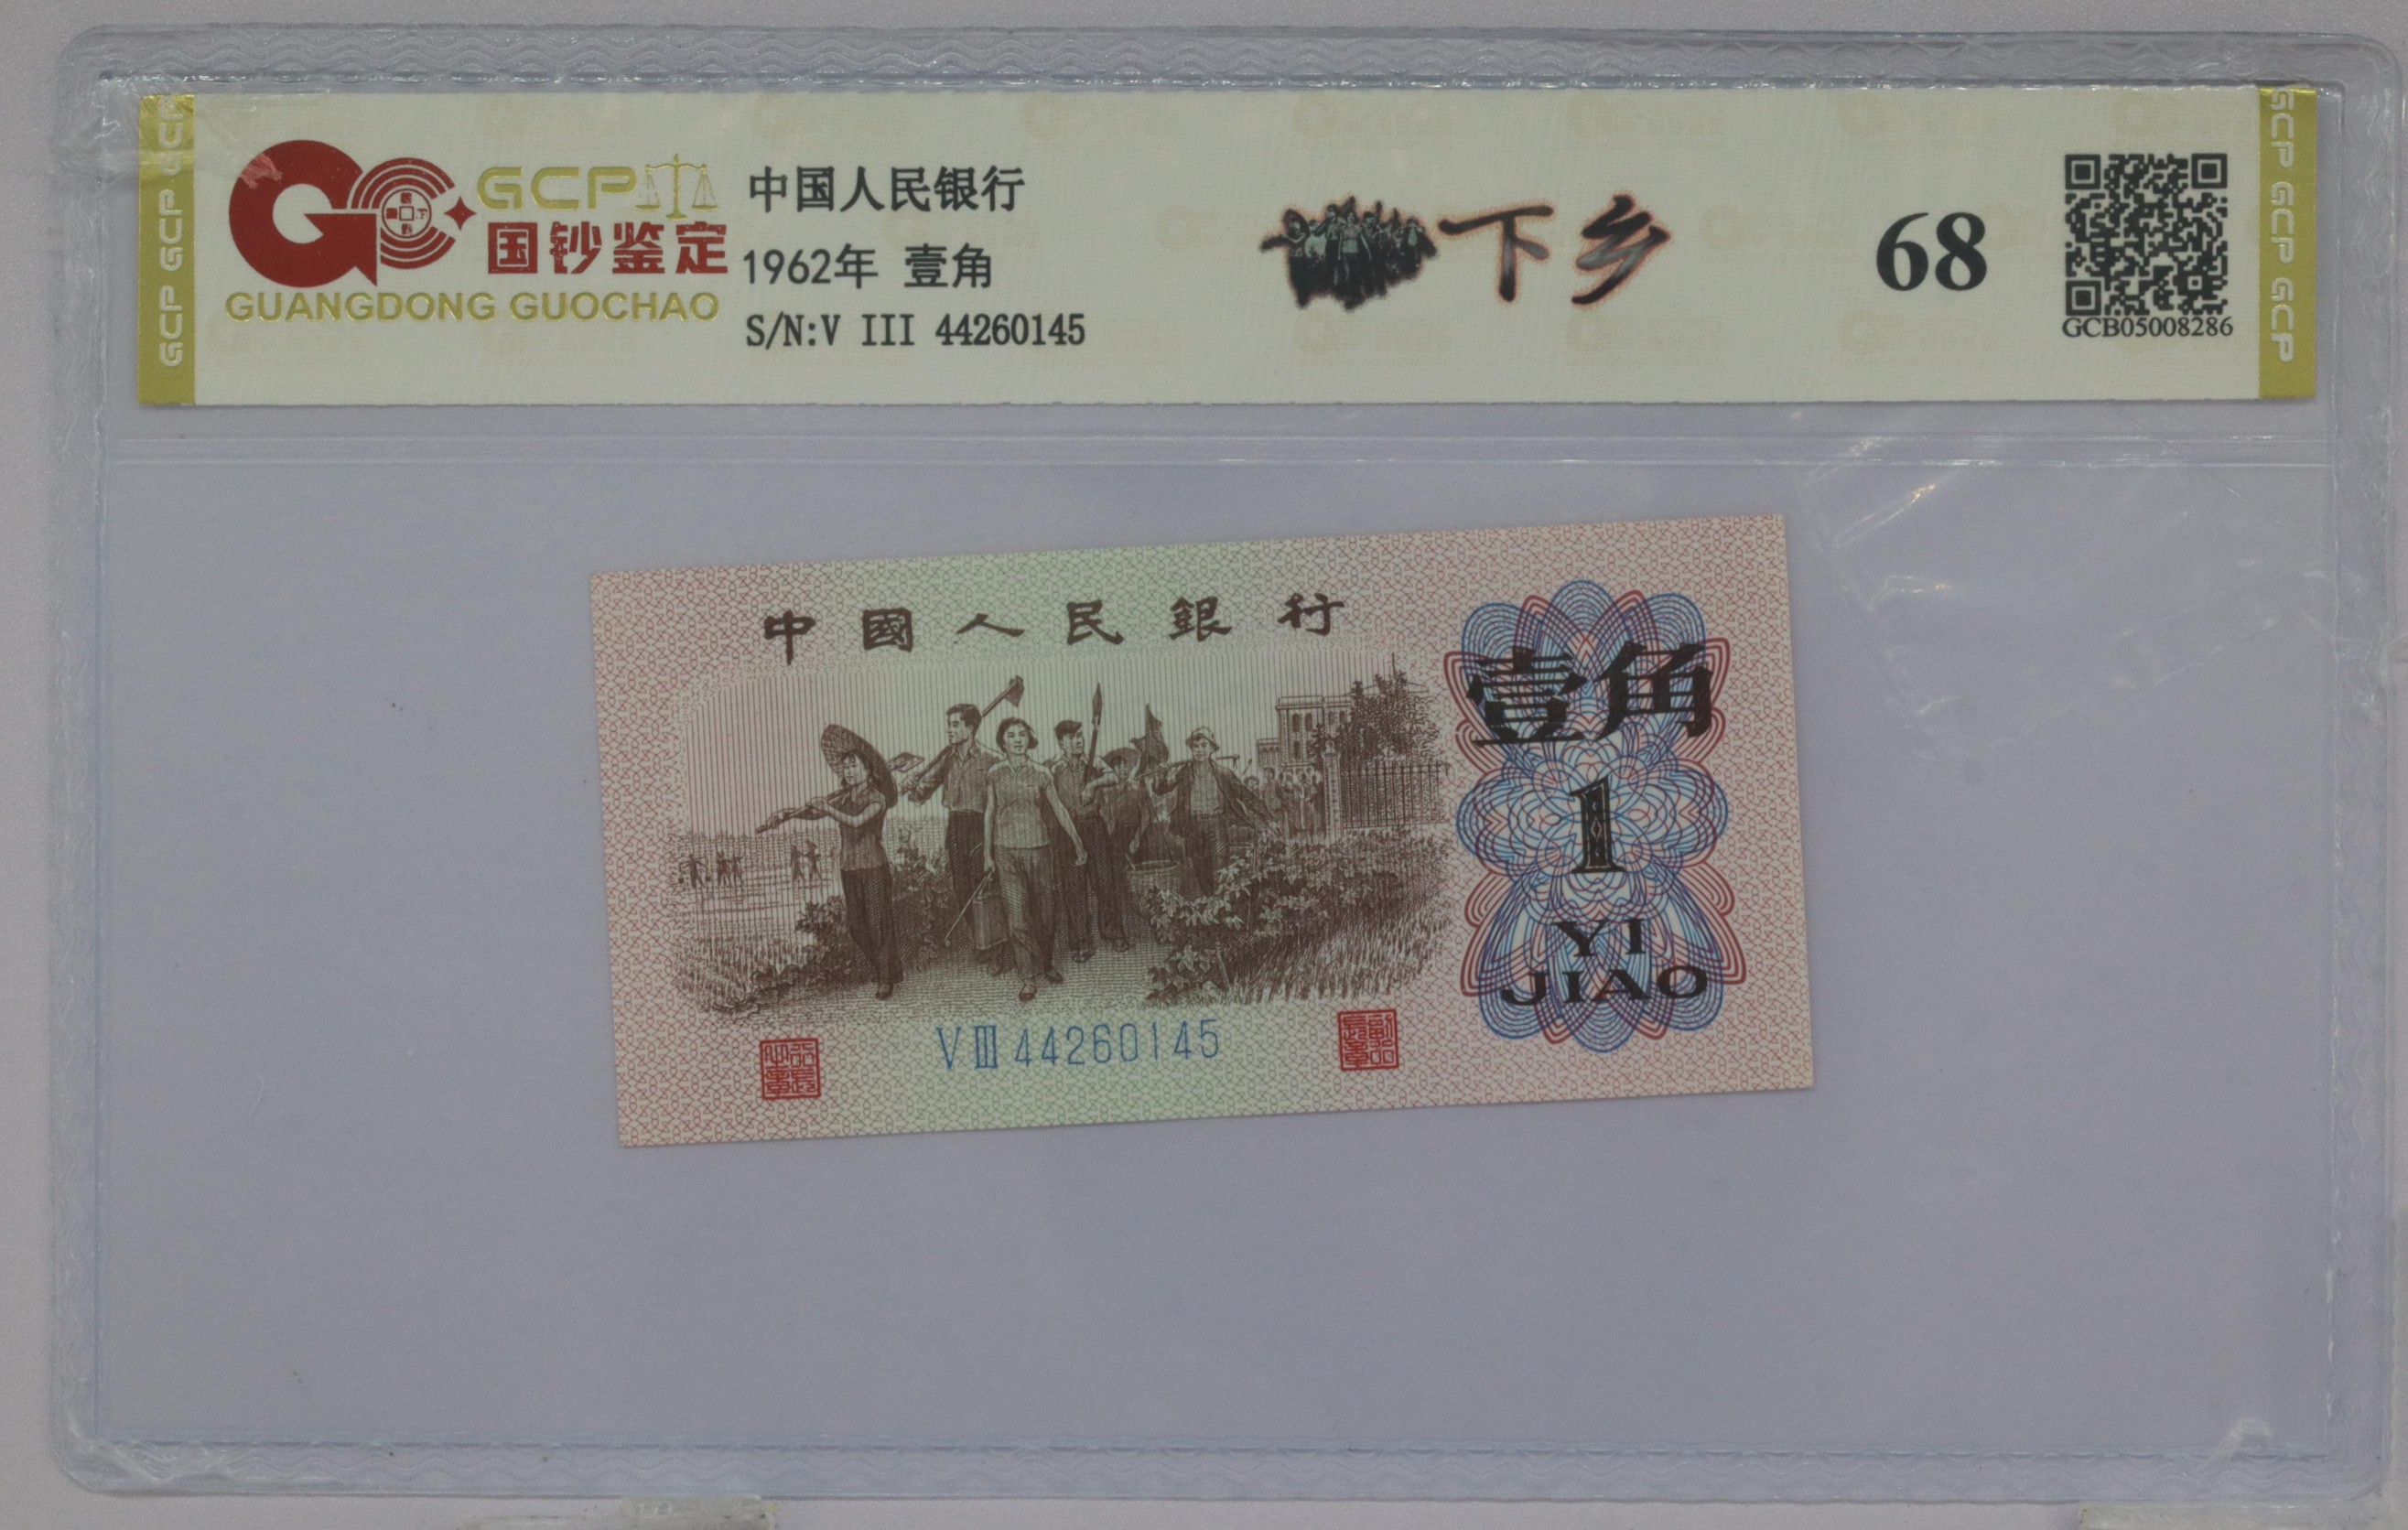 GCP GCP GCP
GCP
国钞鉴定
GUANGDONG GUOCHAO
中国人民银行
1962年 壹角
S/N:V III 44260145
下乡
68
GCB05008286
GCP GCP GCP
中國人民銀行
壹角
1
YI
JIAO
V III 44260145